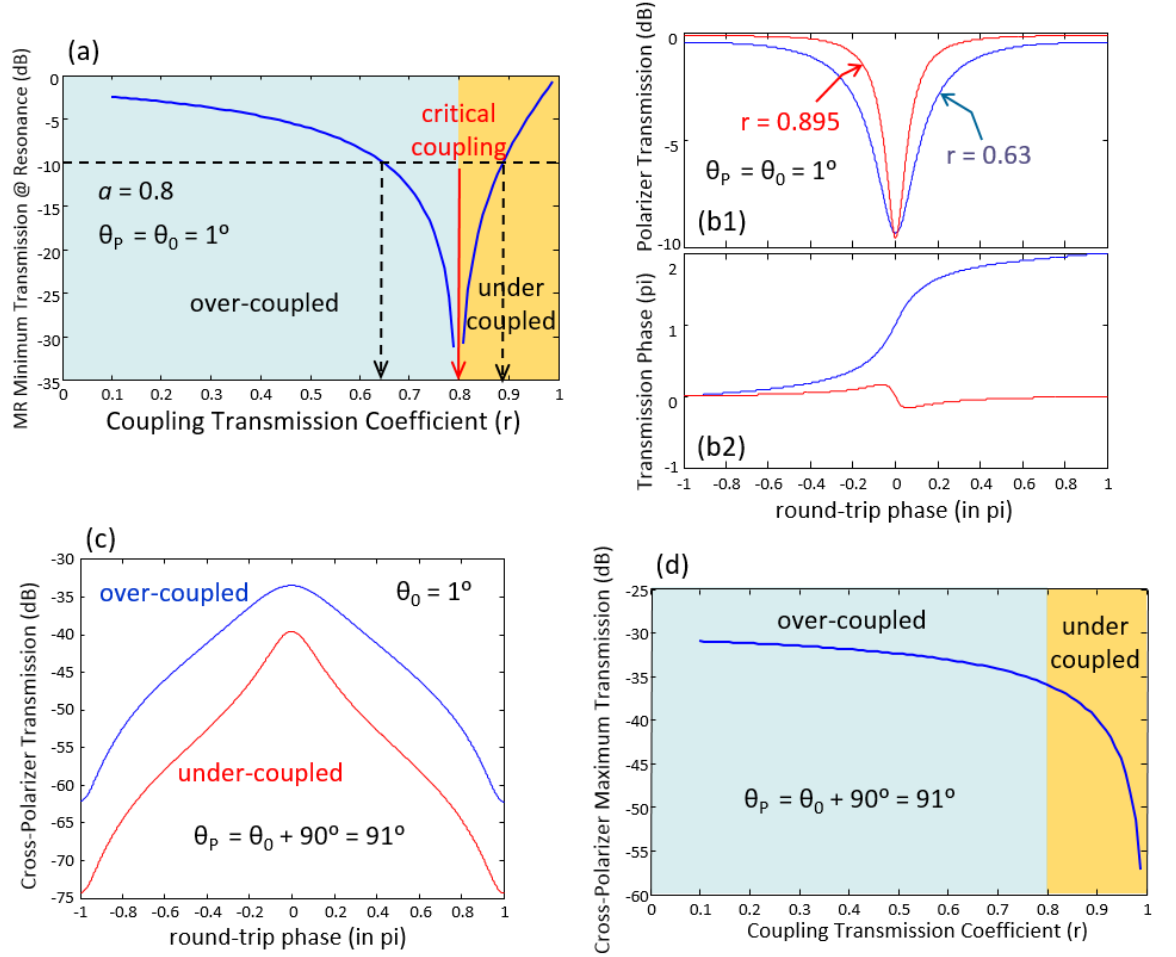 (a)
MR Minimum Transmission @ Resonance (dB)
0
-5
-10
-15
-20
-25
-30
-35
critical
coupling
a = 0.8
θP = θ0 = 1º
over-coupled
under
coupled
0 0.1 0.2 0.3 0.4 0.5 0.6 0.7 0.8 0.9 1
Coupling Transmission Coefficient (r)
Polarizer Transmission (dB)
0
-5
-10
r = 0.895
r = 0.63
θP = θ0 = 1º
(b1)
Transmission Phase (pi)
2
1
0
-1
(b2)
-1 -0.8 -0.6 -0.4 -0.2 0 0.2 0.4 0.6 0.8 1
round-trip phase (in pi)
(c)
Cross-Polarizer Transmission (dB)
-30
-35
-40
-45
-50
-55
-60
-65
-70
-75
over-coupled
θ0 = 1º
under-coupled
θP = θ0 + 90º = 91º
-1 -0.8 -0.6 -0.4 -0.2 0 0.2 0.4 0.6 0.8 1
round-trip phase (in pi)
(d)
Cross-Polarizer Maximum Transmission (dB)
-25
-30
-35
-40
-45
-50
-55
-60
over-coupled
under
coupled
θP = θ0 + 90º = 91º
0 0.1 0.2 0.3 0.4 0.5 0.6 0.7 0.8 0.9 1
Coupling Transmission Coefficient (r)